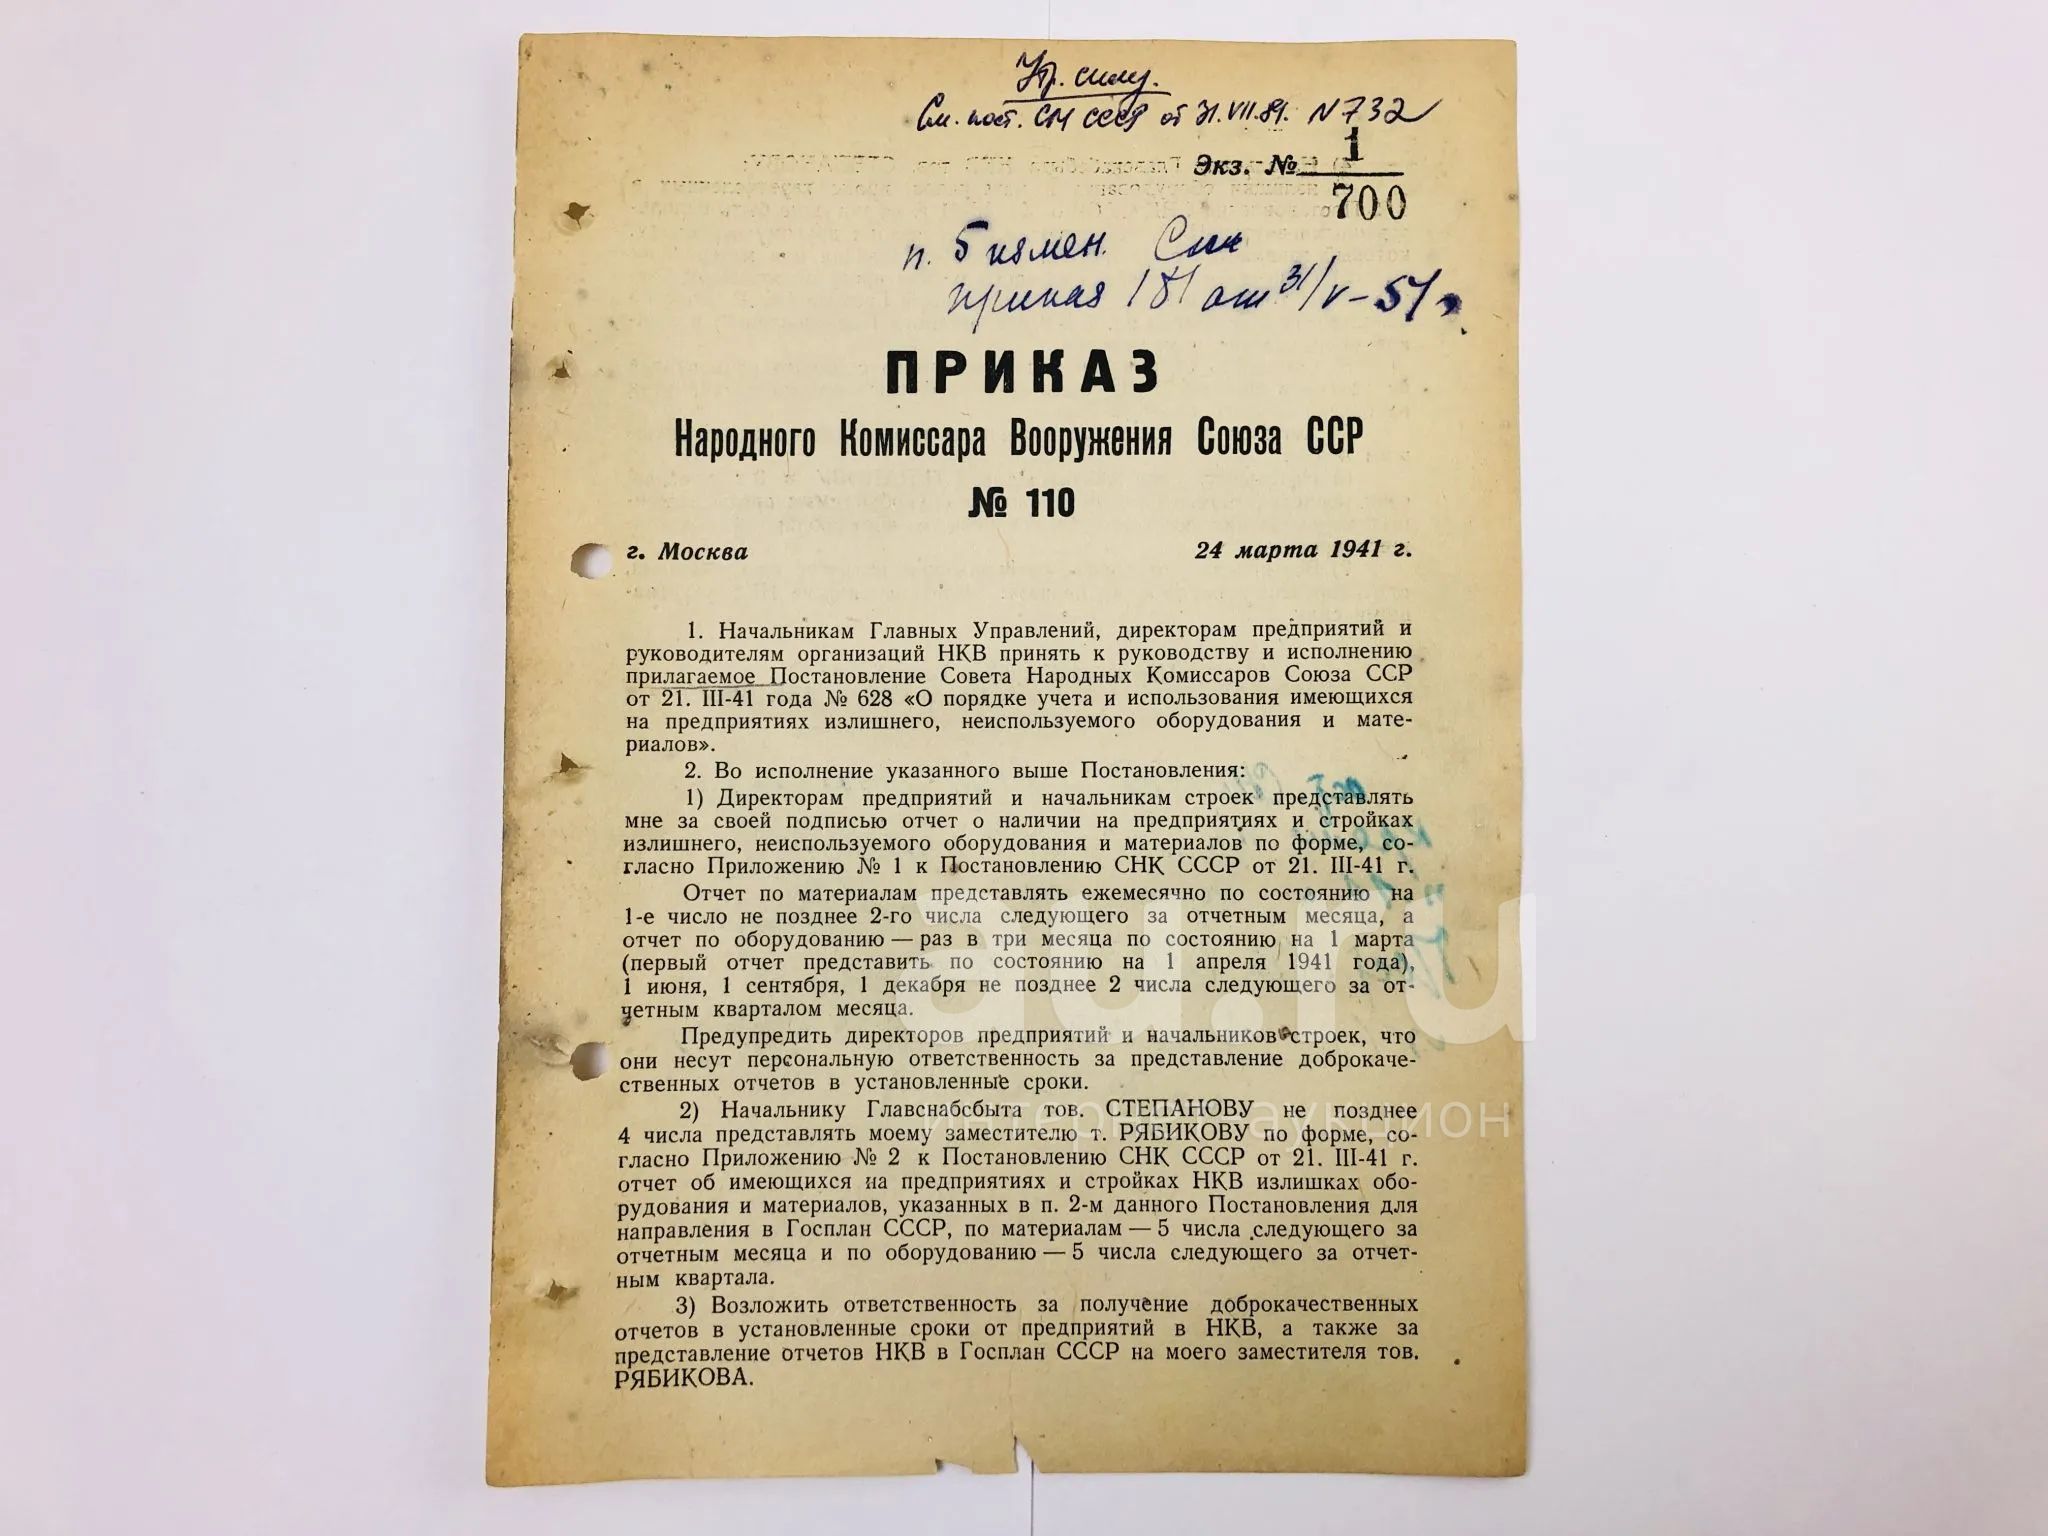 Утр. силу.
См. пост. СМ СССР от 31.VII.81. N 732
Экз. № 1
700
п. 5 измен. См
приказ 181 от 31/V-51 г.
ПРИКАЗ
Народного Комиссара Вооружения Союза ССР
№ 110
г. Москва 24 марта 1941 г.
1. Начальникам Главных Управлений, директорам предприятий и
руководителям организаций НКВ принять к руководству и исполнению
прилагаемое Постановление Совета Народных Комиссаров Союза ССР
от 21. III-41 года № 628 «О порядке учета и использования имеющихся
на предприятиях излишнего, неиспользуемого оборудования и мате-
риалов».
2. Во исполнение указанного выше Постановления:
1) Директорам предприятий и начальникам строек представлять
мне за своей подписью отчет о наличии на предприятиях и стройках
излишнего, неиспользуемого оборудования и материалов по форме, со-
гласно Приложению № 1 к Постановлению СНК СССР от 21. III-41 г.
Отчет по материалам представлять ежемесячно по состоянию на
1-е число не позднее 2-го числа следующего за отчетным месяца, а
отчет по оборудованию — раз в три месяца по состоянию на 1 марта
(первый отчет представить по состоянию на 1 апреля 1941 года),
1 июня, 1 сентября, 1 декабря не позднее 2 числа следующего за от-
четным кварталом месяца.
Предупредить директоров предприятий и начальников строек, что
они несут персональную ответственность за представление доброкаче-
ственных отчетов в установленные сроки.
2) Начальнику Главснабсбыта тов. СТЕПАНОВУ не позднее
4 числа представлять моему заместителю т. РЯБИКОВУ по форме, со-
гласно Приложению № 2 к Постановлению СНК СССР от 21. III-41 г.
отчет об имеющихся на предприятиях и стройках НКВ излишках обо-
рудования и материалов, указанных в п. 2-м данного Постановления для
направления в Госплан СССР, по материалам — 5 числа следующего за
отчетным месяца и по оборудованию — 5 числа следующего за отчет-
ным квартала.
3) Возложить ответственность за получение доброкачественных
отчетов в установленные сроки от предприятий в НКВ, а также за
представление отчетов НКВ в Госплан СССР на моего заместителя тов.
РЯБИКОВА.
au.ru
интернет аукцион